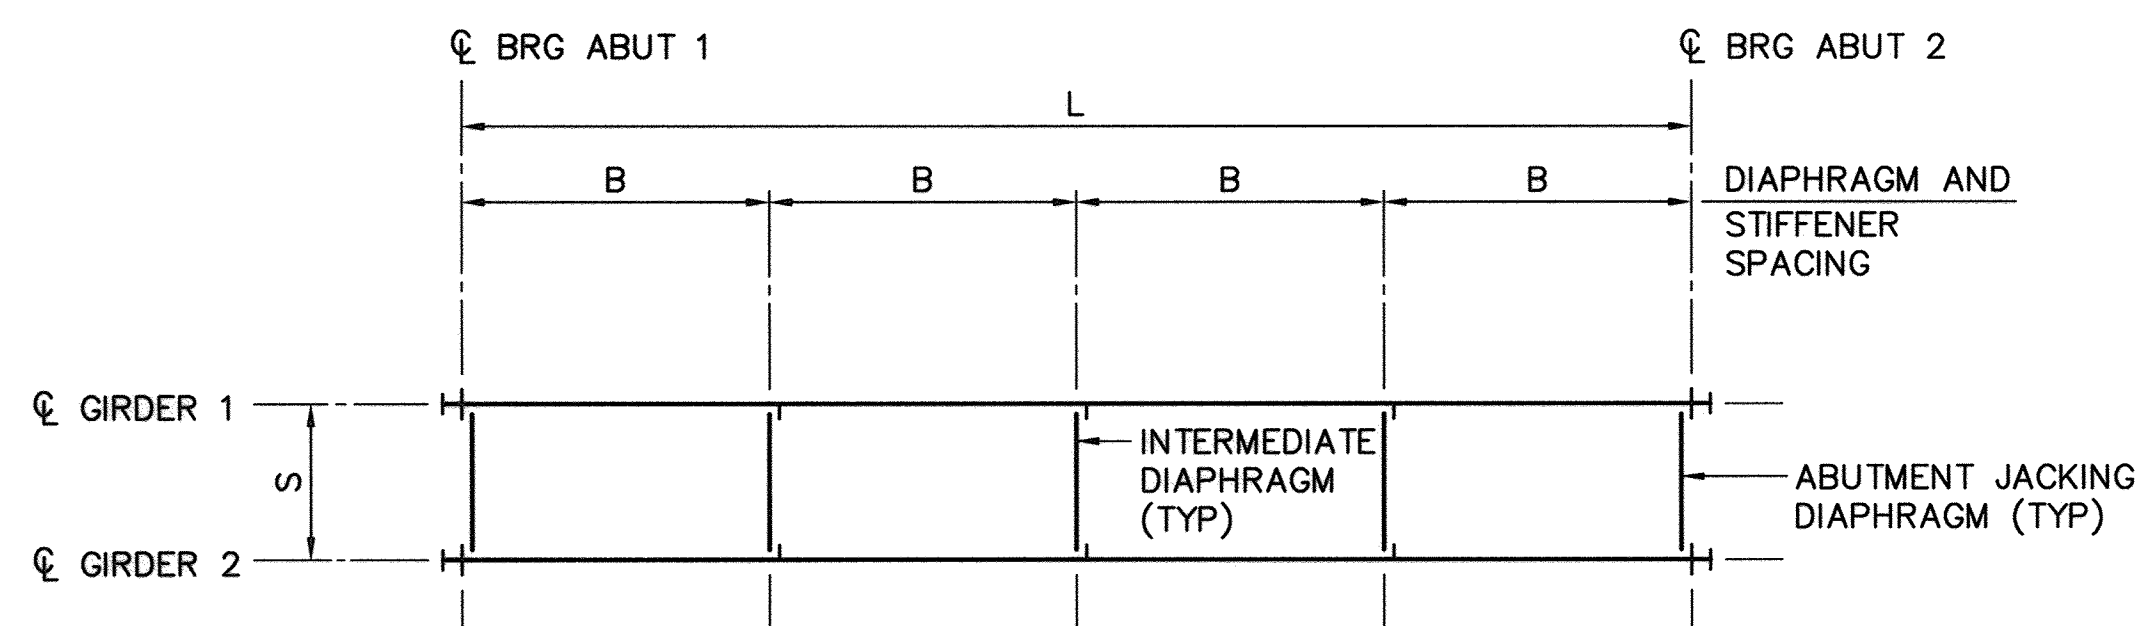 ℄ BRG ABUT 1
℄ BRG ABUT 2
L
B
B
B
B
DIAPHRAGM AND
STIFFENER
SPACING
℄ GIRDER 1
S
INTERMEDIATE
DIAPHRAGM
(TYP)
ABUTMENT JACKING
DIAPHRAGM (TYP)
℄ GIRDER 2